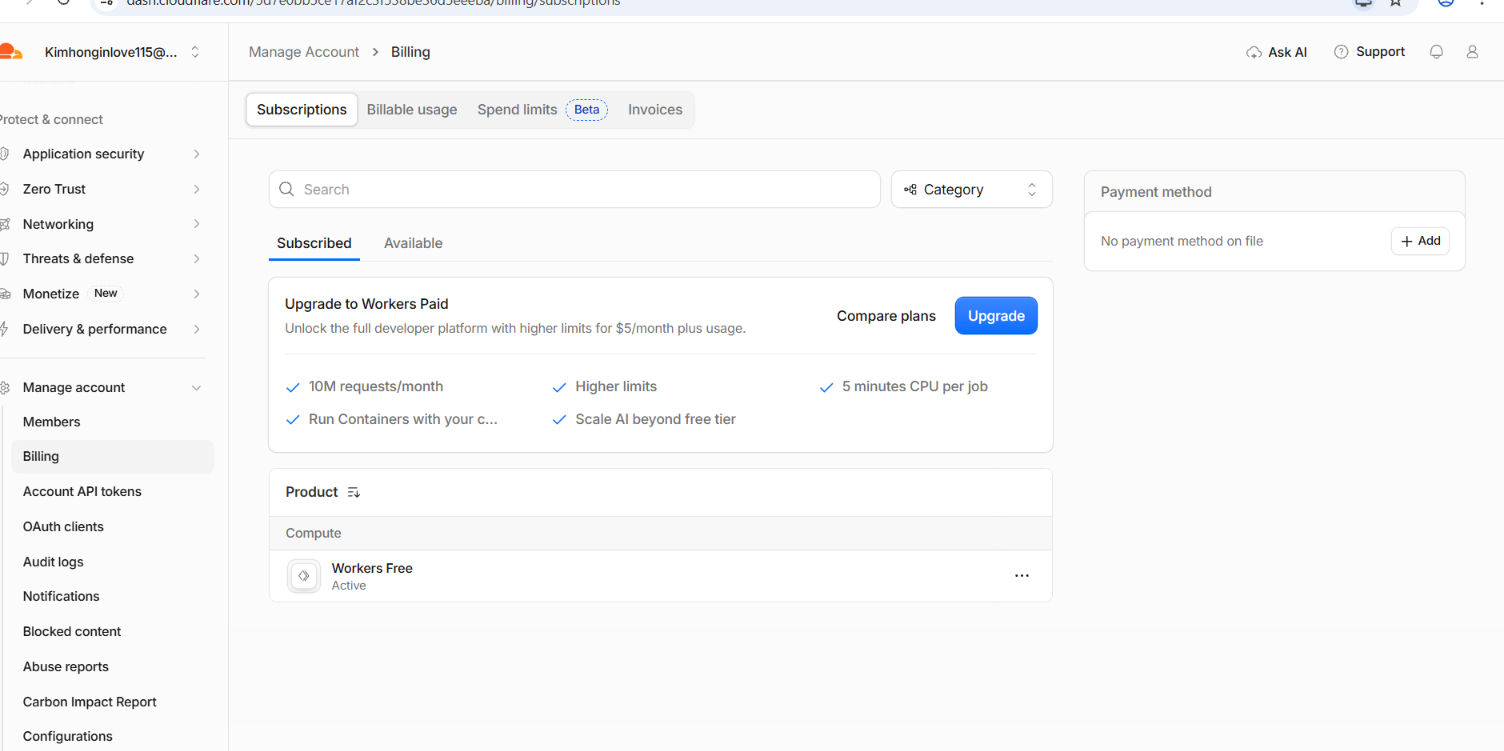 Kimhonginlove115@...
Manage Account > Billing
Ask AI
Support
Subscriptions
Billable usage
Spend limits
Beta
Invoices
Protect & connect
Application security
Zero Trust
Networking
Threats & defense
Monetize New
Delivery & performance
Manage account
Members
Billing
Account API tokens
OAuth clients
Audit logs
Notifications
Blocked content
Abuse reports
Carbon Impact Report
Configurations
Search
Category
Subscribed
Available
Upgrade to Workers Paid
Unlock the full developer platform with higher limits for $5/month plus usage.
Compare plans
Upgrade
10M requests/month
Higher limits
5 minutes CPU per job
Run Containers with your c...
Scale AI beyond free tier
Product
Compute
Workers Free
Active
Payment method
No payment method on file
+ Add